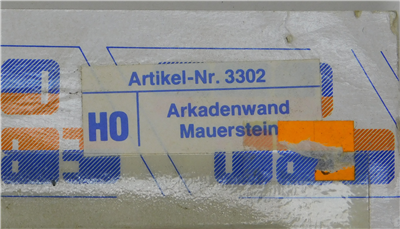 Artikel-Nr. 3302
HO
Arkadenwand
Mauerstein